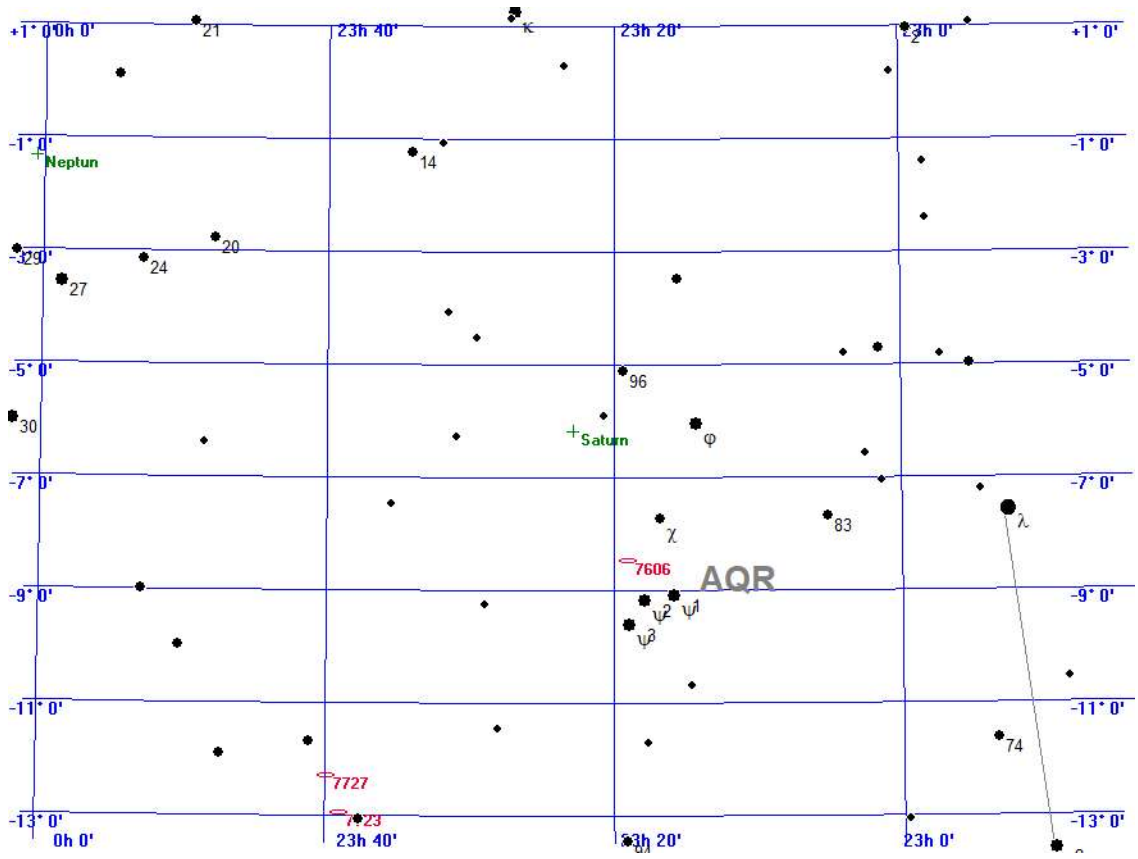 +1° 0' 0h 0' 21 23h 40' κ 23h 20' 23h 0' 2 +1° 0'
-1° 0' 14 -1° 0'
Neptun
20
-3° 0' 29 24 -3° 0'
27
-5° 0' 96 -5° 0'
30 Saturn φ
-7° 0' -7° 0'
χ 83 λ
7606
-9° 0' AQR -9° 0'
ψ2 ψ1
ψ3
-11° 0' -11° 0'
74
7727
-13° 0' 7723 -13° 0'
0h 0' 23h 40' 23h 20' 94 23h 0'